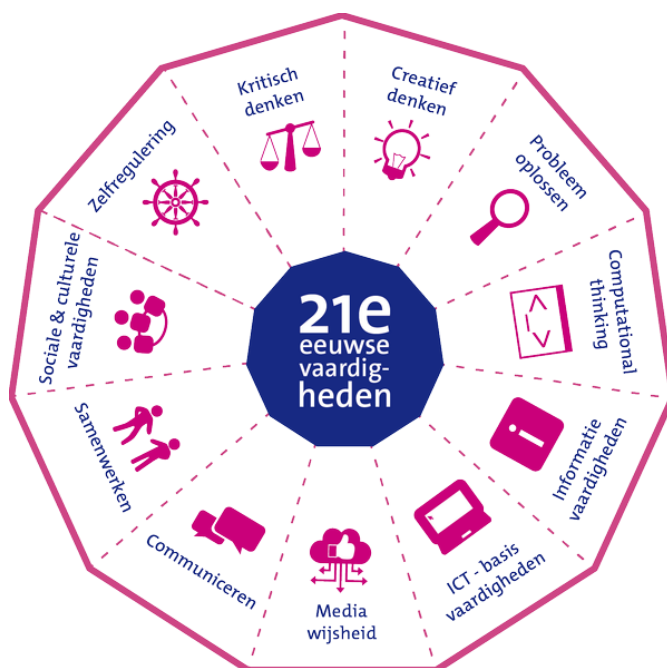 21e
eeuwse
vaardig-
heden
Kritisch
denken
Creatief
denken
Probleem
oplossen
Computational
thinking
Informatie
vaardigheden
ICT - basis
vaardigheden
Media
wijsheid
Communiceren
Samenwerken
Sociale & culturele
vaardigheden
Zelfregulering